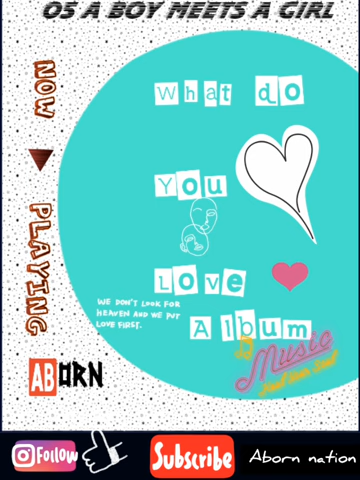 05 A BOY MEETS A GIRL
NOW
PLAYING
What do
You
Love
Album
WE DON'T LOOK FOR
HEAVEN AND WE PUT
LOVE FIRST.
Music
ABORN
Follow
Subscribe
Aborn nation